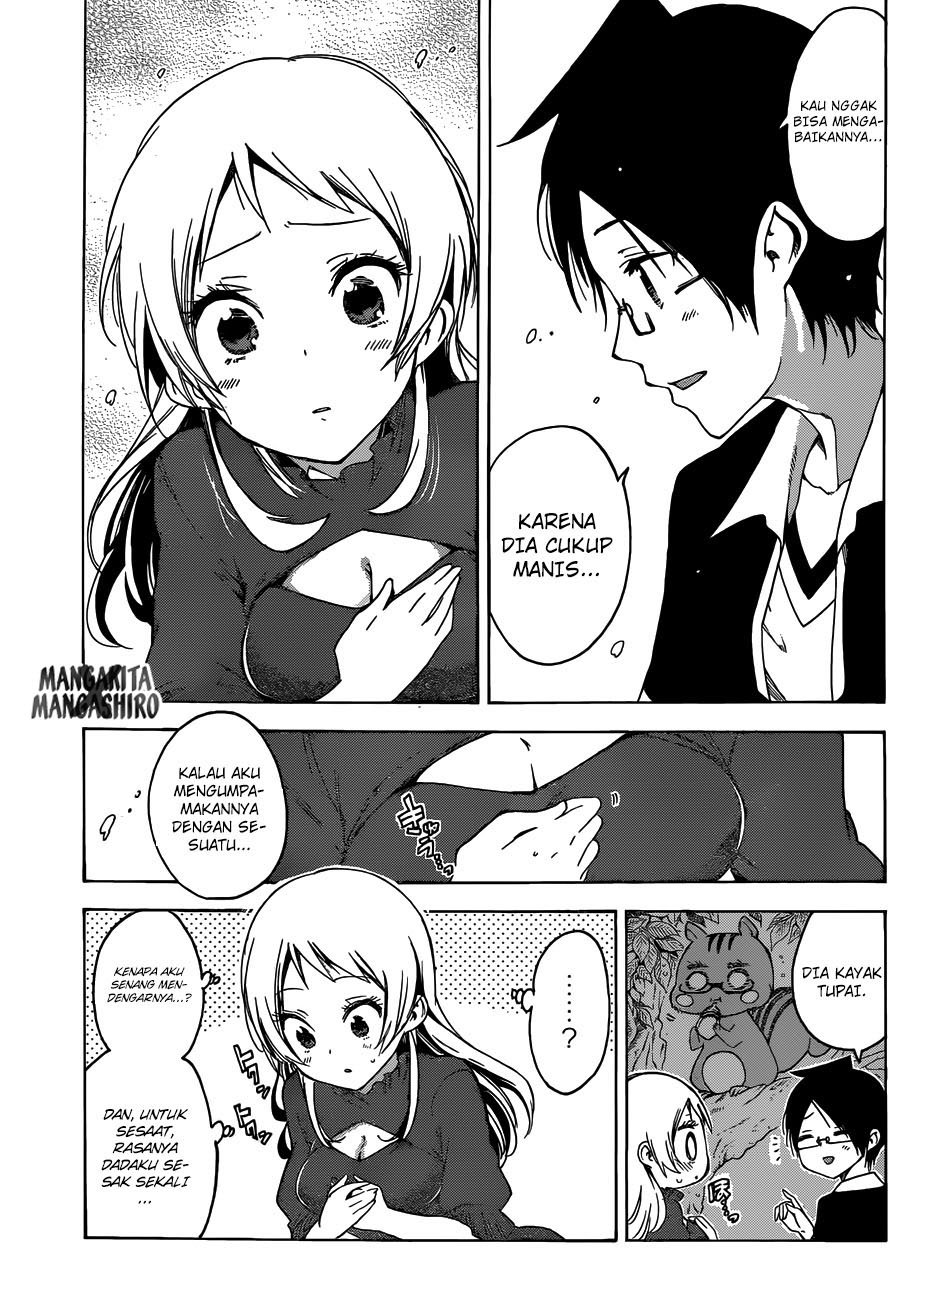 KAU NGGAK
BISA MENGA-
BAIKANNYA...
KARENA
DIA CUKUP
MANIS...
MANGAKITA
MANGASHIRO
KALAU AKU
MENGUMPA-
MAKANNYA
DENGAN SE-
SUATU...
DIA KAYAK
TUPAI.
......?
KENAPA AKU
SENANG MEN-
DENGARNYA...?
DAN, UNTUK
SESAAT,
RASANYA
DADAKU SE-
SAK SEKALI
...